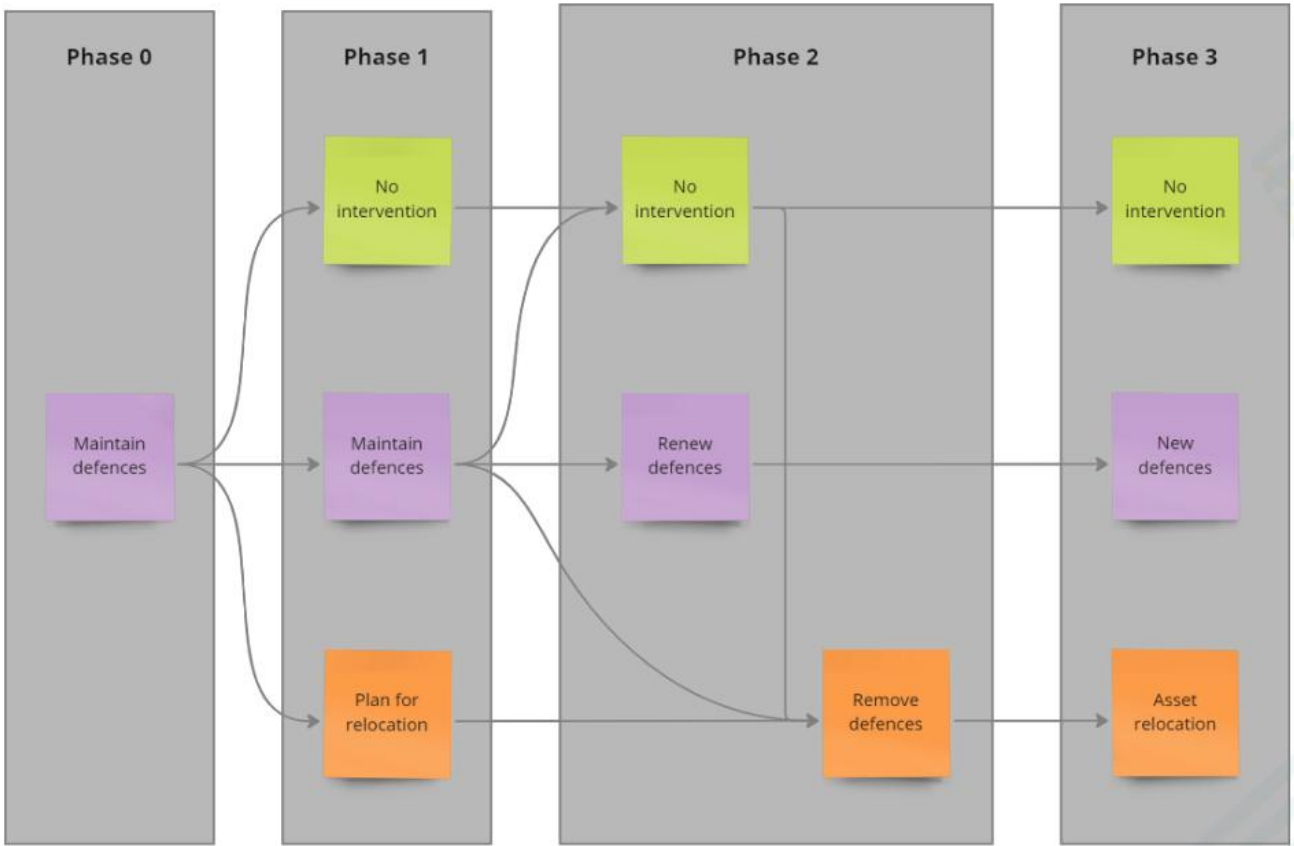 Phase 0
Phase 1
Phase 2
Phase 3
No
intervention
No
intervention
No
intervention
Maintain
defences
Maintain
defences
Renew
defences
New
defences
Plan for
relocation
Remove
defences
Asset
relocation